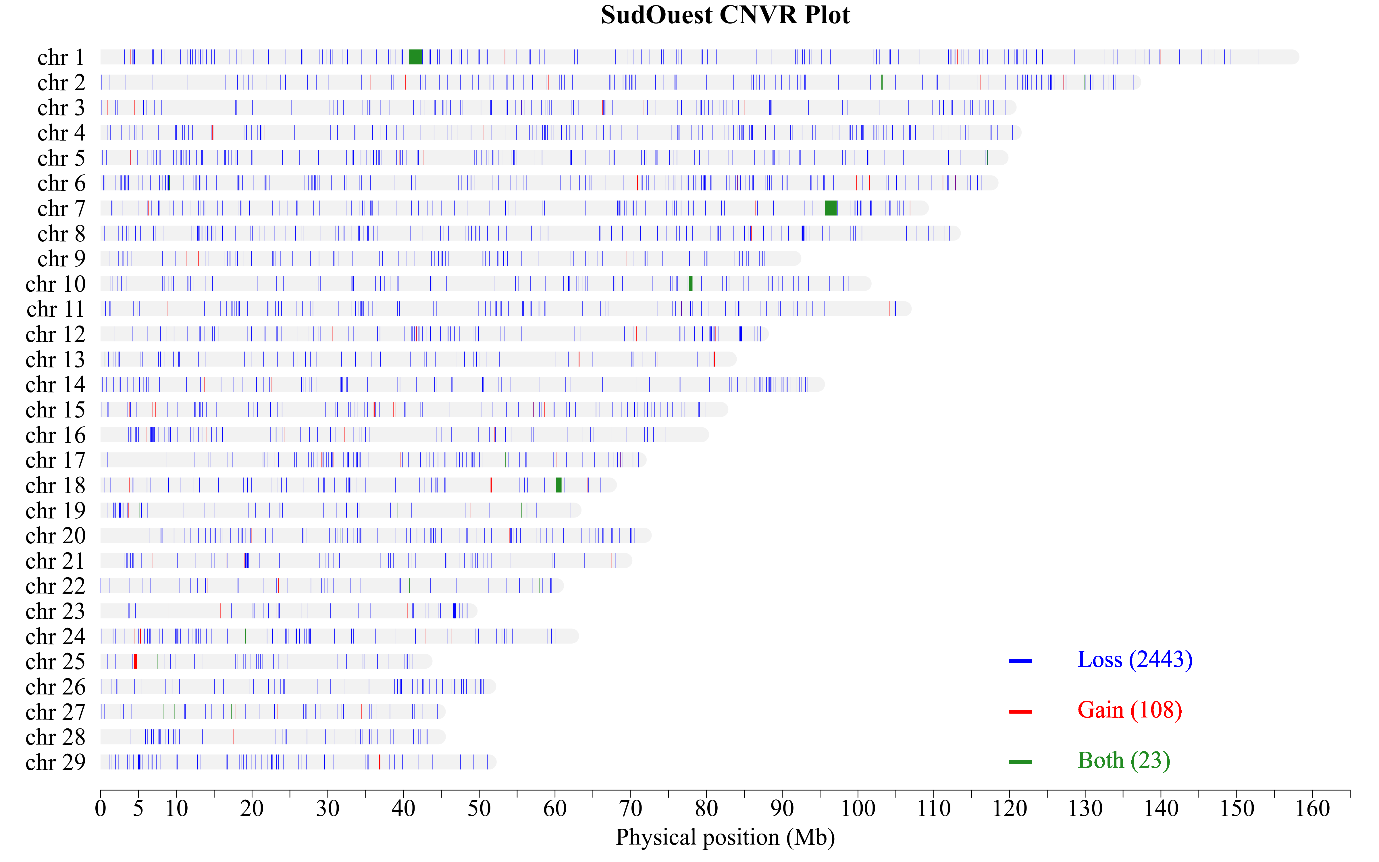 SudOuest CNVR Plot
chr 1
chr 2
chr 3
chr 4
chr 5
chr 6
chr 7
chr 8
chr 9
chr 10
chr 11
chr 12
chr 13
chr 14
chr 15
chr 16
chr 17
chr 18
chr 19
chr 20
chr 21
chr 22
chr 23
chr 24
chr 25
chr 26
chr 27
chr 28
chr 29
Loss (2443)
Gain (108)
Both (23)
0 5 10 20 30 40 50 60 70 80 90 100 110 120 130 140 150 160
Physical position (Mb)